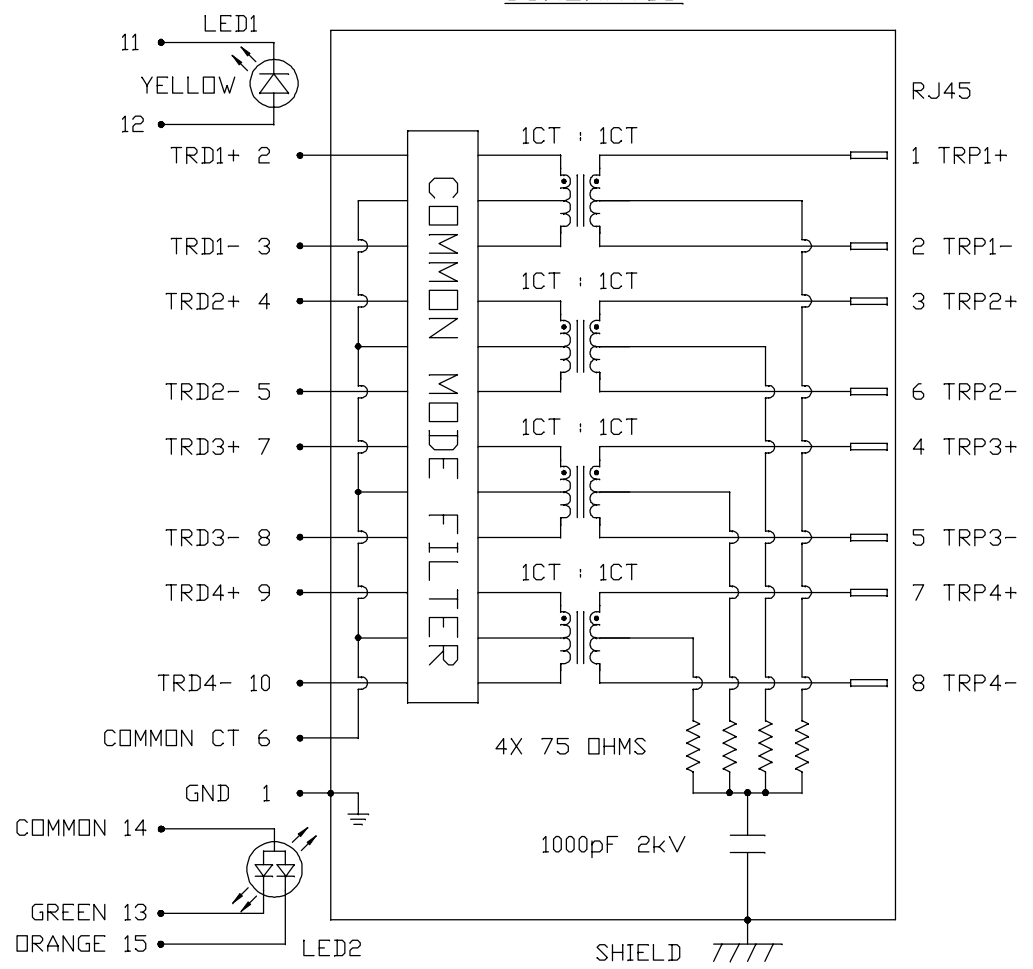 LED1
11
YELLOW
12
RJ45
1CT : 1CT
TRD1+ 2
1 TRP1+
TRD1- 3
2 TRP1-
1CT : 1CT
TRD2+ 4
3 TRP2+
TRD2- 5
6 TRP2-
1CT : 1CT
TRD3+ 7
4 TRP3+
TRD3- 8
5 TRP3-
1CT : 1CT
TRD4+ 9
7 TRP4+
TRD4- 10
8 TRP4-
COMMON MODE FILTER
COMMON CT 6
4X 75 OHMS
GND 1
COMMON 14
1000pF 2kV
GREEN 13
ORANGE 15
LED2
SHIELD